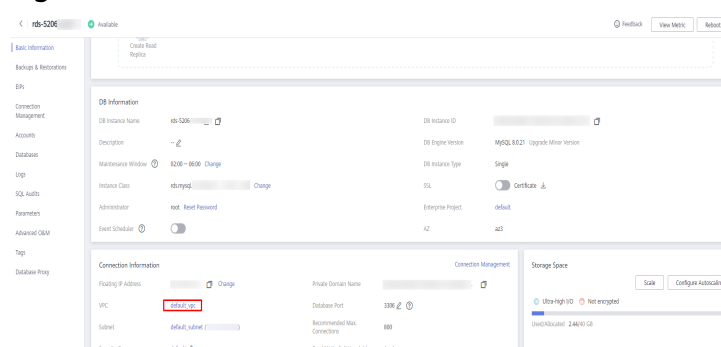 rds-5206 Available Feedback View Metric Reboot
Basic Information
Backups & Restorations
EIPs
Connection
Management
Accounts
Databases
Logs
SQL Audits
Parameters
Advanced O&M
Tags
Database Proxy
Create Read
Replica
DB Information
DB Instance Name rds-5206 DB Instance ID
Description -- DB Engine Version MySQL 8.0.21 Upgrade Minor Version
Maintenance Window 02:00 – 06:00 Change DB Instance Type Single
Instance Class rds.mysql. Change SSL Certificate
Administrator root Reset Password Enterprise Project default
Event Scheduler AZ az3
Connection Information Connection Management
Floating IP Address Change Private Domain Name
VPC default_vpc Database Port 3306
Subnet default_subnet ( ) Recommended Max.
Connections 800
Storage Space
Scale Configure Autoscaling
Ultra-high I/O Not encrypted
Used/Allocated 2.44/40 GB